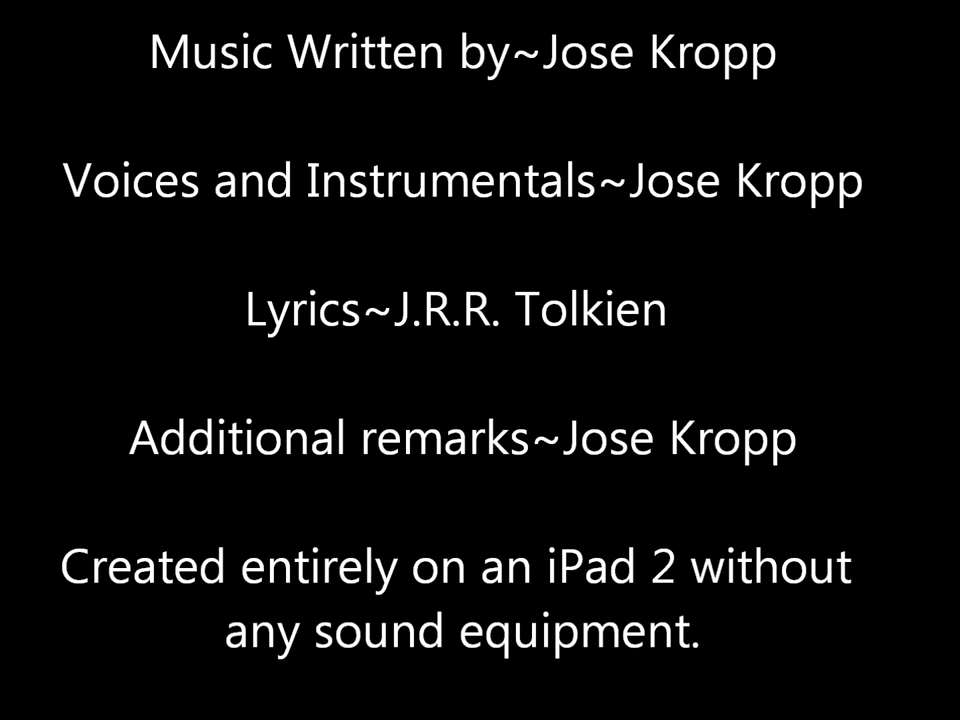 Music Written by~Jose Kropp
Voices and Instrumentals~Jose Kropp
Lyrics~J.R.R. Tolkien
Additional remarks~Jose Kropp
Created entirely on an iPad 2 without
any sound equipment.